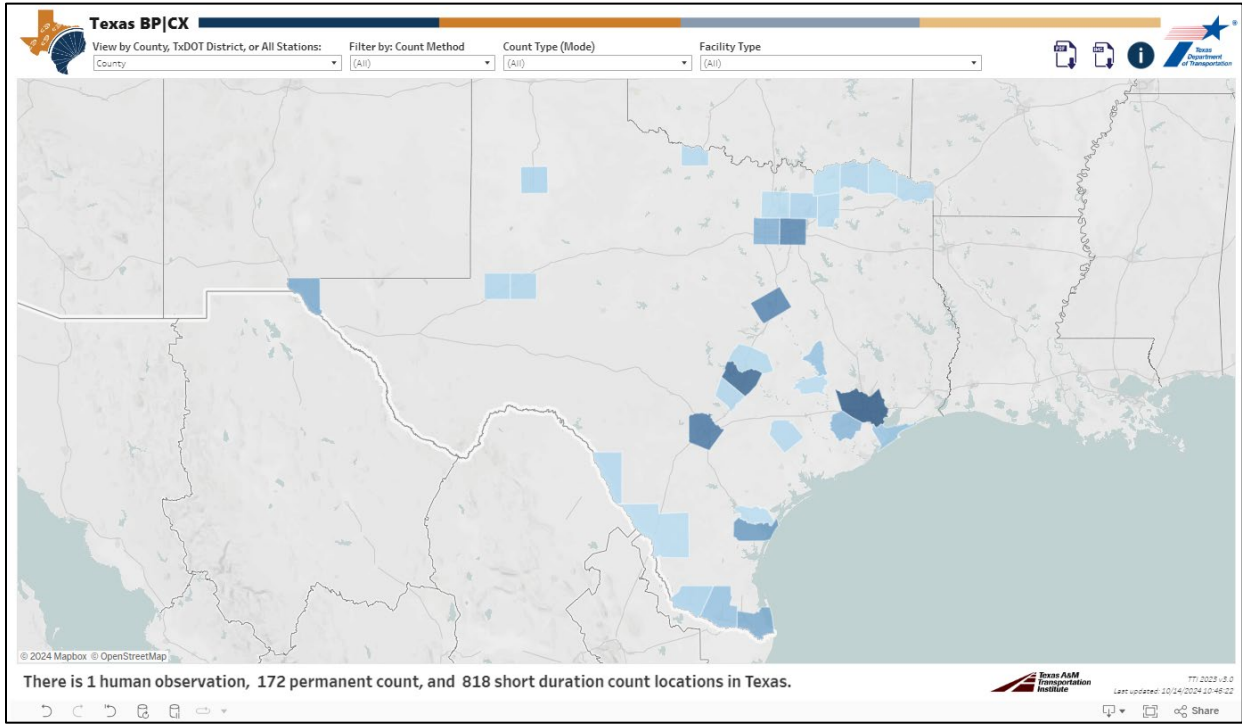 Texas BP|CX
View by County, TxDOT District, or All Stations:
County
Filter by: Count Method
(All)
Count Type (Mode)
(All)
Facility Type
(All)
PDF
i
Texas
Department
of Transportation
®
© 2024 Mapbox © OpenStreetMap
There is 1 human observation, 172 permanent count, and 818 short duration count locations in Texas.
Texas A&M
Transportation
Institute
TTI 2023 v3.0
Last updated: 10/14/2024 10:46:22
Share